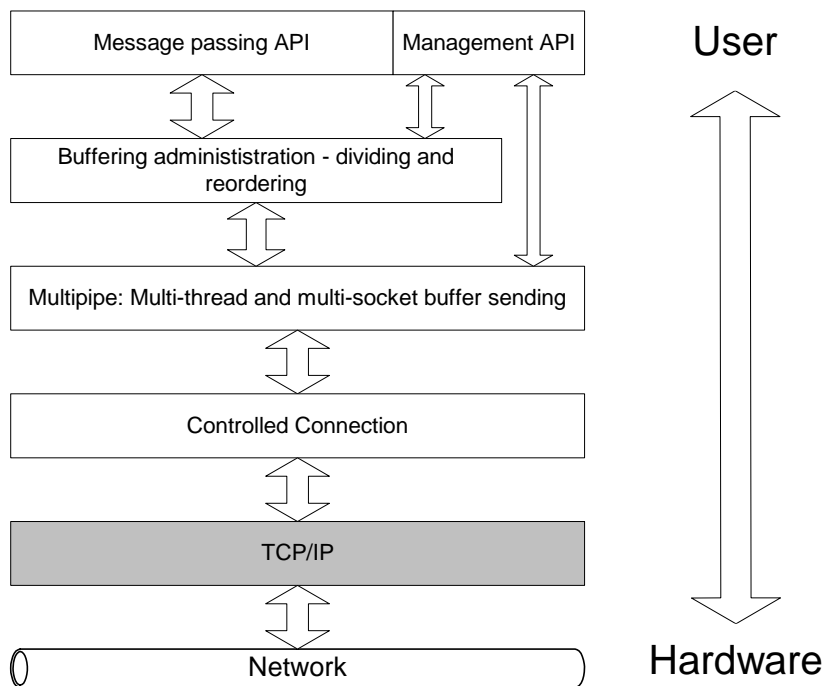 Message passing API
Management API
User
Buffering administistration - dividing and
reordering
Multipipe: Multi-thread and multi-socket buffer sending
Controlled Connection
TCP/IP
Network
Hardware